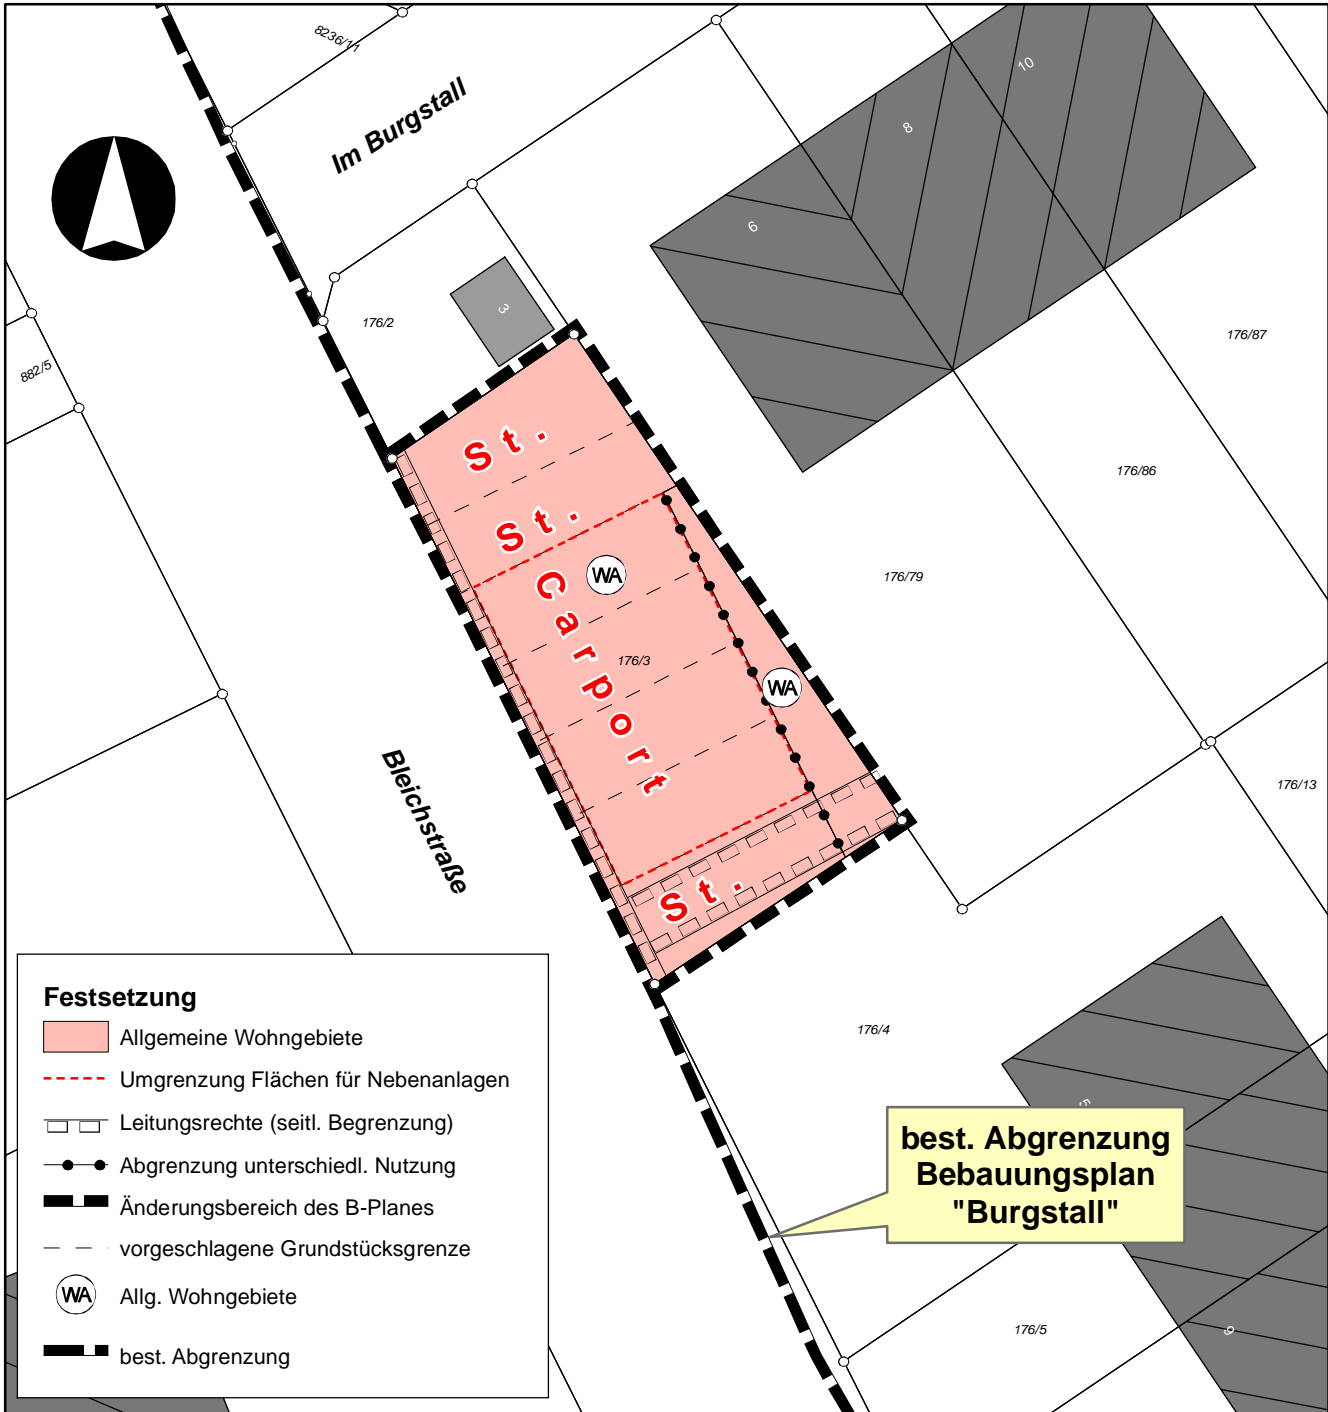 8236/11
Im Burgstall
10
8
6
3
176/2
882/5
176/87
176/86
St.
St.
WA
Carport
176/3
176/79
WA
176/13
Bleichstraße
St.
176/4
5
best. Abgrenzung
Bebauungsplan
"Burgstall"
176/5
9
Festsetzung
Allgemeine Wohngebiete
Umgrenzung Flächen für Nebenanlagen
Leitungsrechte (seitl. Begrenzung)
Abgrenzung unterschiedl. Nutzung
Änderungsbereich des B-Planes
vorgeschlagene Grundstücksgrenze
WA Allg. Wohngebiete
best. Abgrenzung